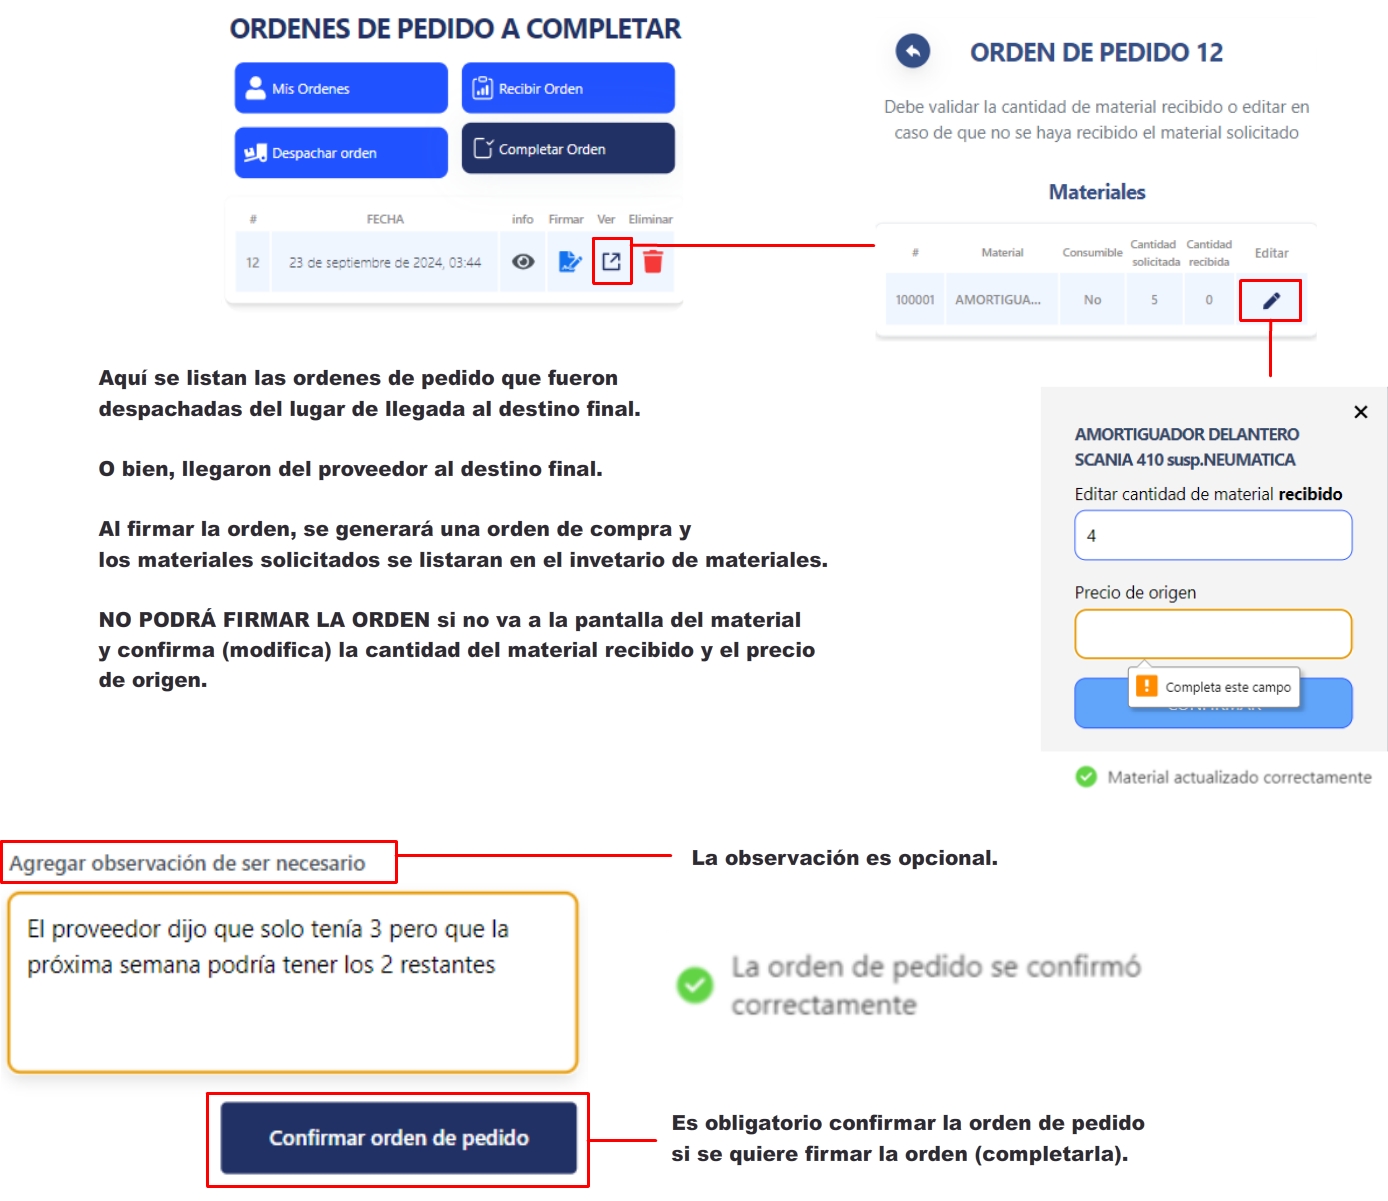 ORDENES DE PEDIDO A COMPLETAR
Mis Ordenes
Recibir Orden
Despachar orden
Completar Orden
# FECHA info Firmar Ver Eliminar
12 23 de septiembre de 2024, 03:44
ORDEN DE PEDIDO 12
Debe validar la cantidad de material recibido o editar en
caso de que no se haya recibido el material solicitado
Materiales
# Material Consumible Cantidad solicitada Cantidad recibida Editar
100001 AMORTIGUA... No 5 0
Aquí se listan las ordenes de pedido que fueron
despachadas del lugar de llegada al destino final.
O bien, llegaron del proveedor al destino final.
Al firmar la orden, se generará una orden de compra y
los materiales solicitados se listaran en el invetario de materiales.
NO PODRÁ FIRMAR LA ORDEN si no va a la pantalla del material
y confirma (modifica) la cantidad del material recibido y el precio
de origen.
AMORTIGUADOR DELANTERO
SCANIA 410 susp.NEUMATICA
Editar cantidad de material recibido
4
Precio de origen
Completa este campo
Material actualizado correctamente
Agregar observación de ser necesario
La observación es opcional.
El proveedor dijo que solo tenía 3 pero que la
próxima semana podría tener los 2 restantes
La orden de pedido se confirmó
correctamente
Confirmar orden de pedido
Es obligatorio confirmar la orden de pedido
si se quiere firmar la orden (completarla).